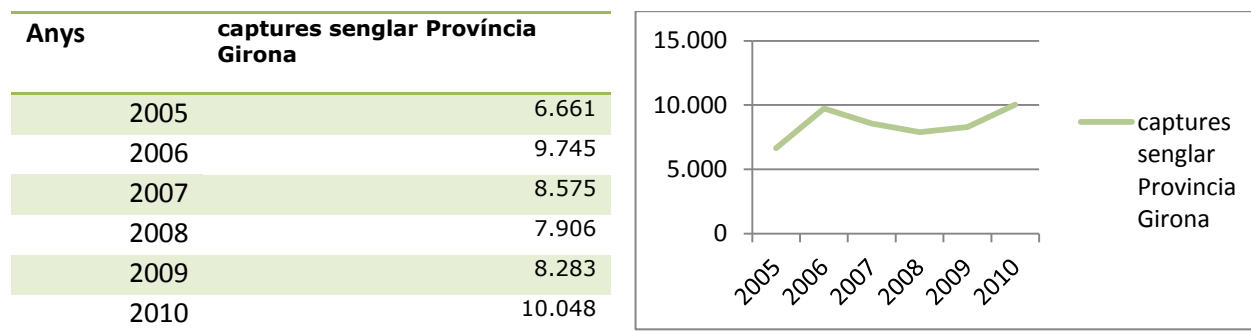 Anys captures senglar Província
Girona
2005 6.661
2006 9.745
2007 8.575
2008 7.906
2009 8.283
2010 10.048
15.000
10.000
5.000
0
2005 2006 2007 2008 2009 2010
captures
senglar
Provincia
Girona